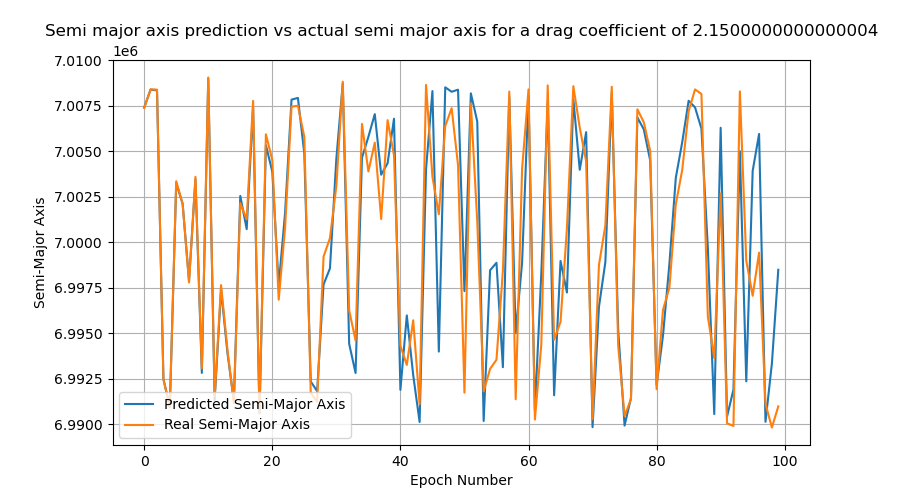 Semi major axis prediction vs actual semi major axis for a drag coefficient of 2.1500000000000004
1e6
7.0100
7.0075
7.0050
7.0025
7.0000
6.9975
6.9950
6.9925
6.9900
Semi-Major Axis
Predicted Semi-Major Axis
Real Semi-Major Axis
0 20 40 60 80 100
Epoch Number